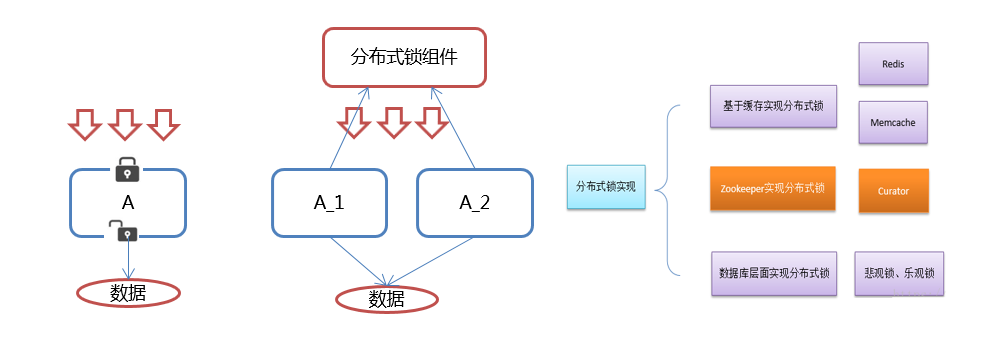 A
数据
分布式锁组件
A_1
A_2
数据
分布式锁实现
基于缓存实现分布式锁
Redis
Memcache
Zookeeper实现分布式锁
Curator
数据库层面实现分布式锁
悲观锁、乐观锁